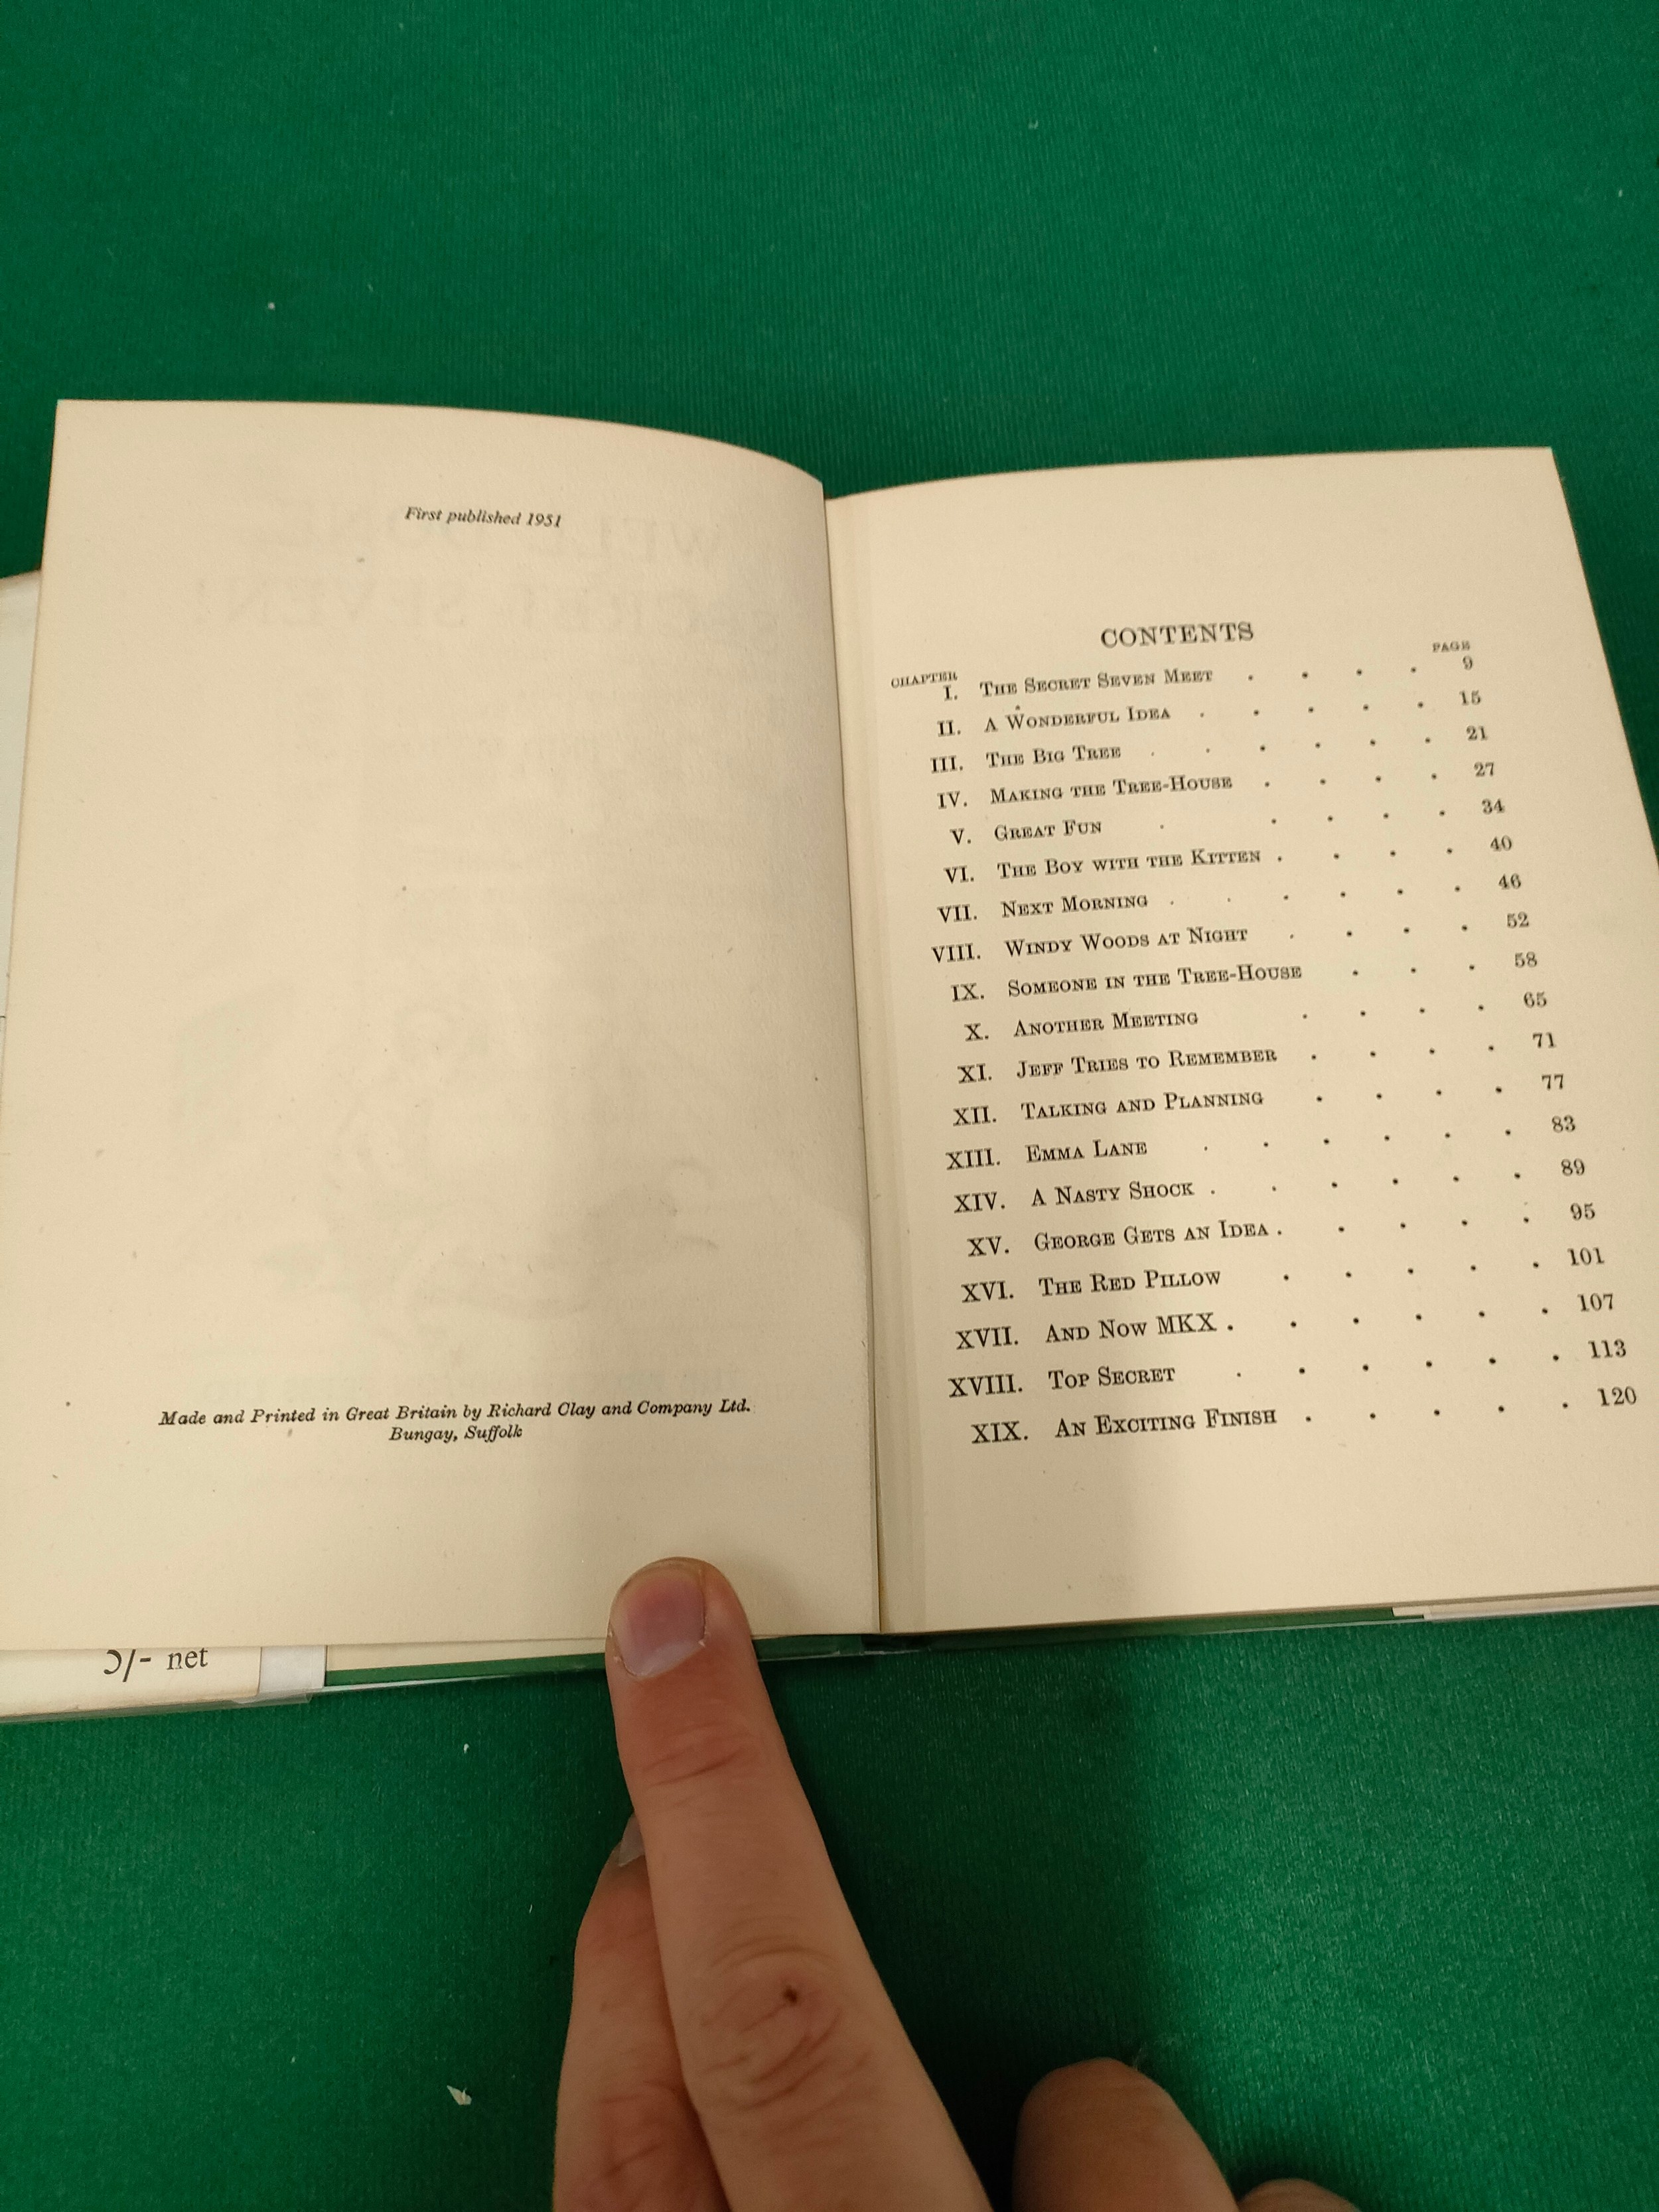 First published 1951
Made and Printed in Great Britain by Richard Clay and Company Ltd.
Bungay, Suffolk
net
CONTENTS
CHAPTER PAGE
I. THE SECRET SEVEN MEET . . . . 9
II. A WONDERFUL IDEA . . . . . 15
III. THE BIG TREE . . . . . . 21
IV. MAKING THE TREE-HOUSE . . . . 27
V. GREAT FUN . . . . . 34
VI. THE BOY WITH THE KITTEN . . . . 40
VII. NEXT MORNING . . . . . . 46
VIII. WINDY WOODS AT NIGHT . . . . 52
IX. SOMEONE IN THE TREE-HOUSE . . . 58
X. ANOTHER MEETING . . . . 65
XI. JEFF TRIES TO REMEMBER . . . . 71
XII. TALKING AND PLANNING . . . . 77
XIII. EMMA LANE . . . . . . 83
XIV. A NASTY SHOCK . . . . . . 89
XV. GEORGE GETS AN IDEA . . . . . 95
XVI. THE RED PILLOW . . . . . 101
XVII. AND NOW MKX . . . . . . 107
XVIII. TOP SECRET . . . . . . 113
XIX. AN EXCITING FINISH . . . . . 120